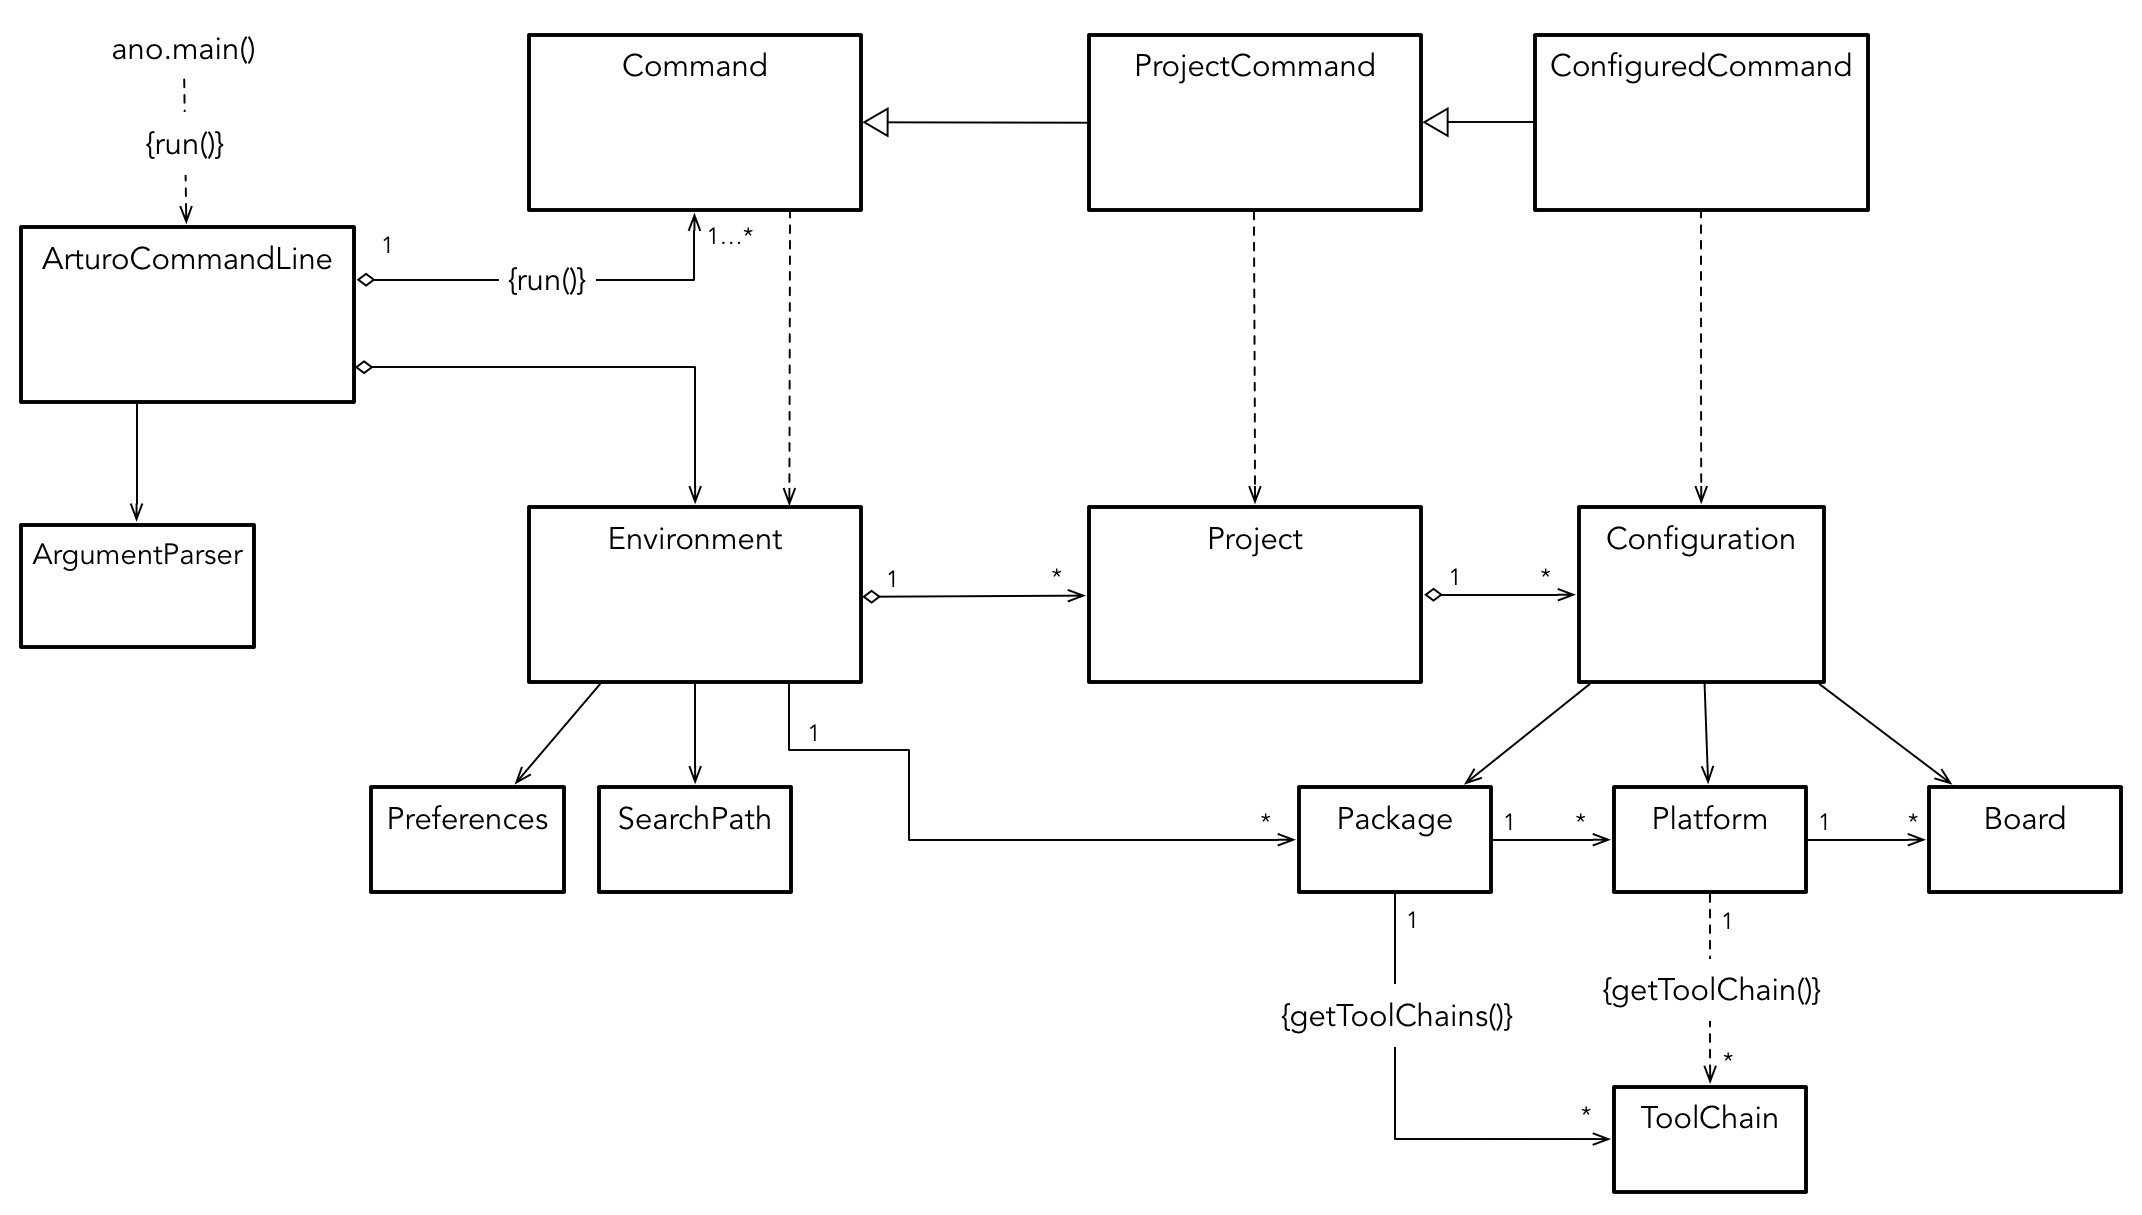 ano.main()
{run()}
Command
ProjectCommand
ConfiguredCommand
ArturoCommandLine
1
{run()}
1...*
ArgumentParser
Environment
1
*
Project
1
*
Configuration
1
Preferences
SearchPath
*
Package
1
*
Platform
1
*
Board
1
{getToolChains()}
1
{getToolChain()}
*
*
ToolChain